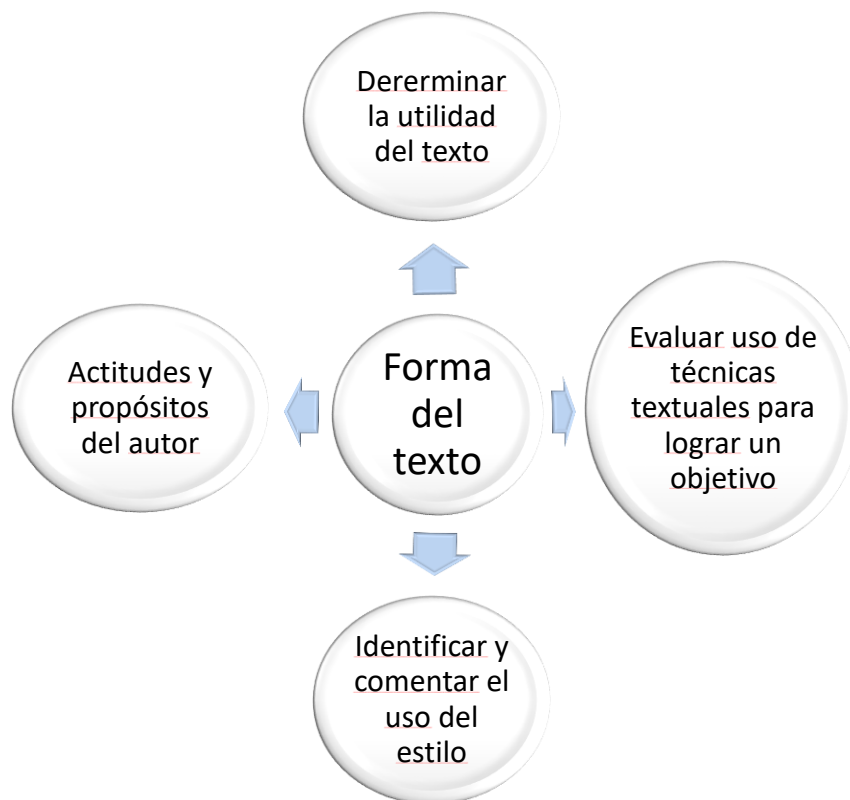 Dererminar
la utilidad
del texto
Actitudes y
propósitos
del autor
Forma
del
texto
Evaluar uso de
técnicas
textuales para
lograr un
objetivo
Identificar y
comentar el
uso del
estilo